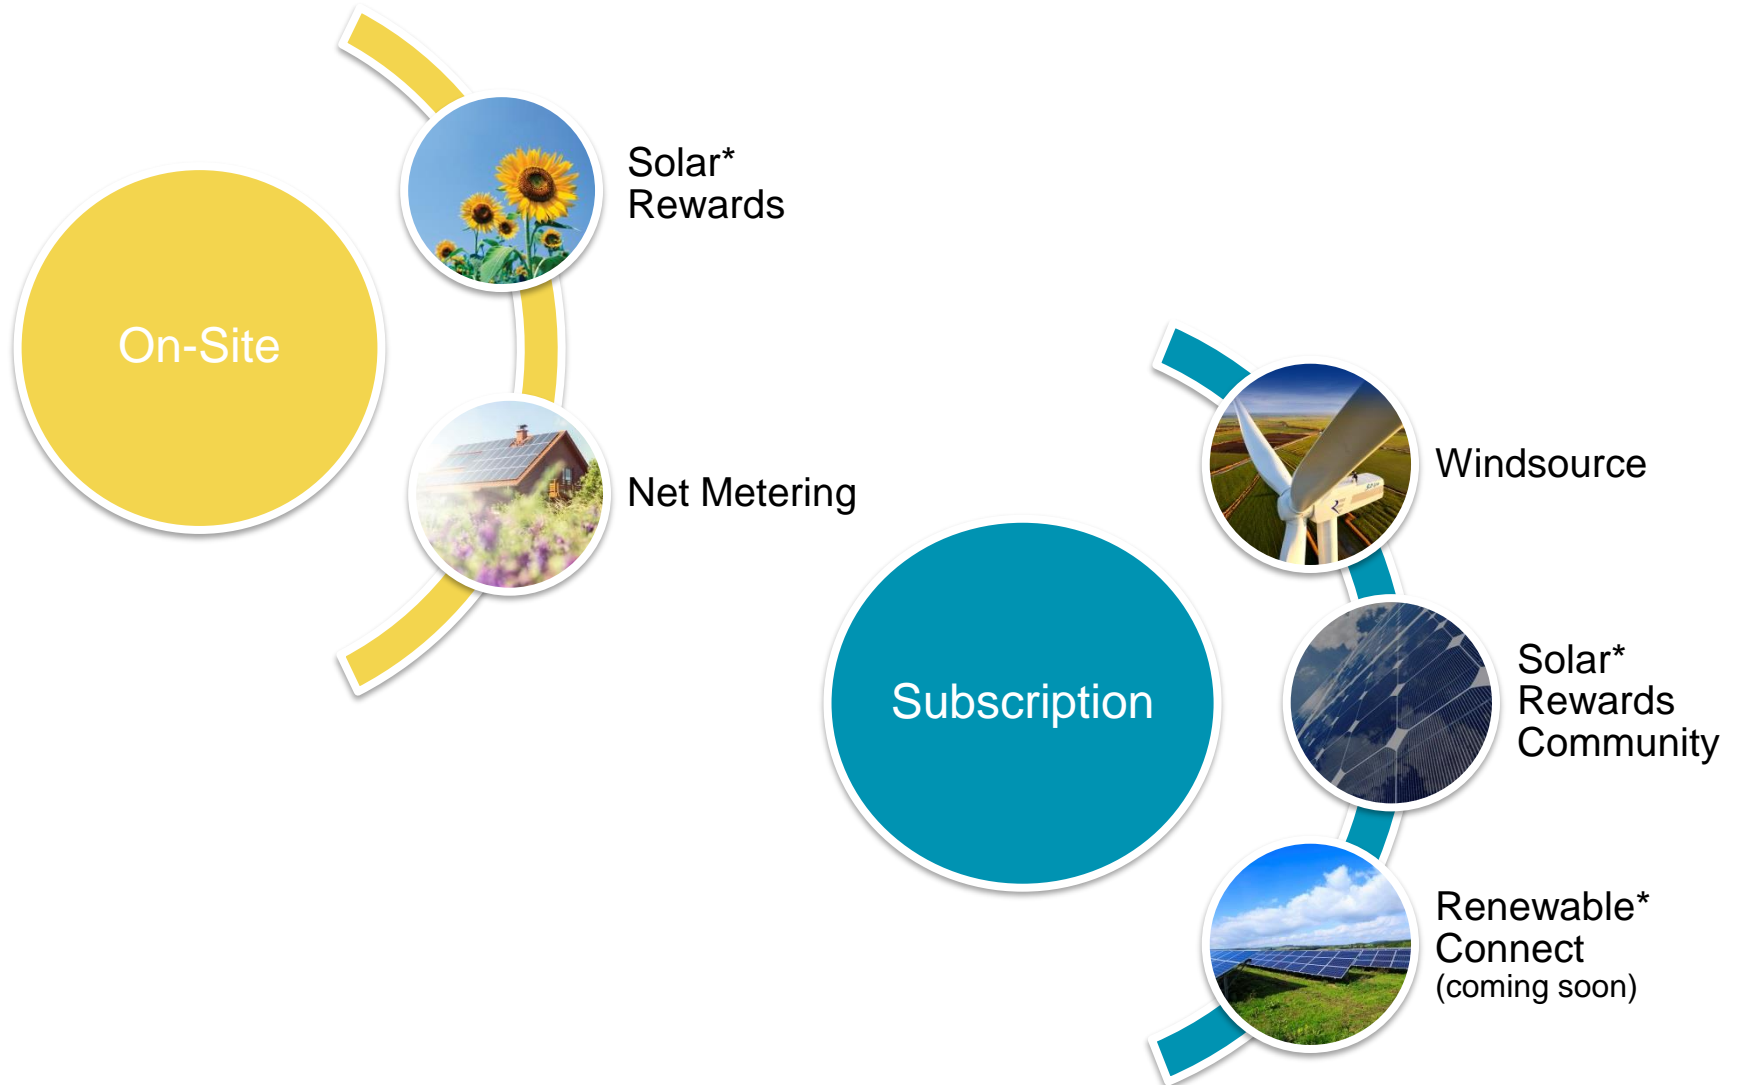 Solar*
Rewards
On-Site
Net Metering
Windsource
Subscription
Solar*
Rewards
Community
Renewable*
Connect
(coming soon)